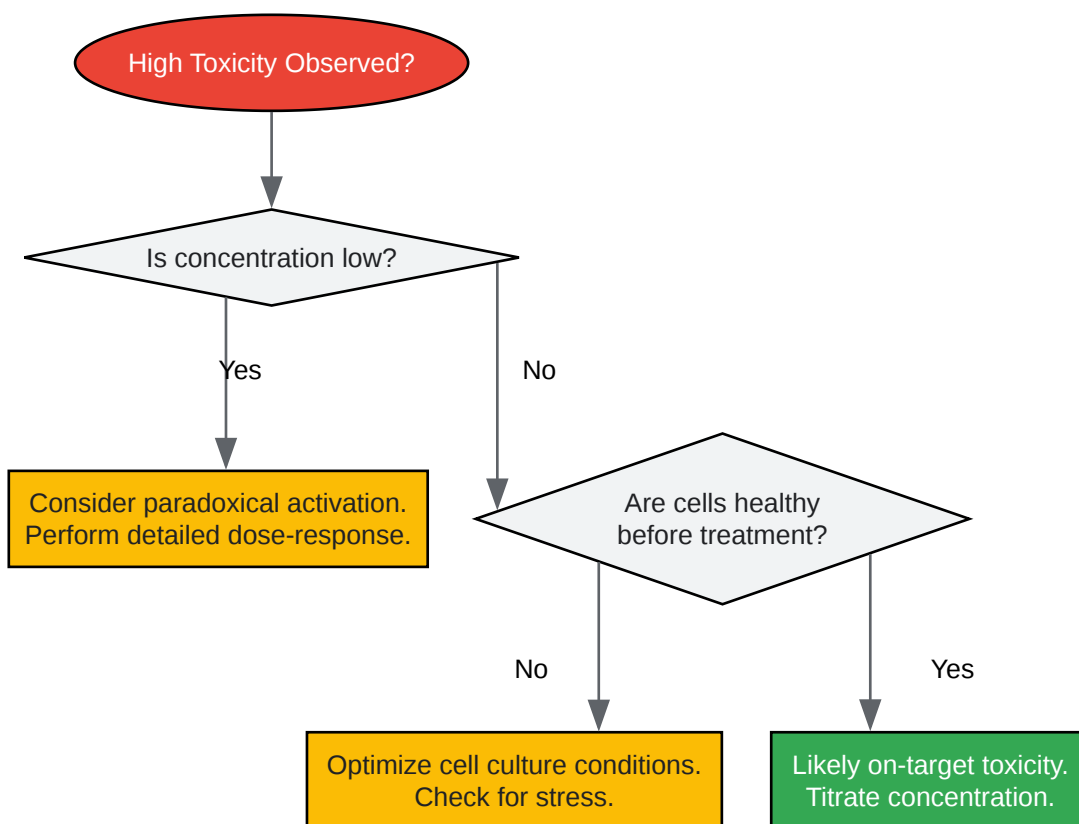 High Toxicity Observed?
Is concentration low?
Yes
No
Consider paradoxical activation.
Perform detailed dose-response.
Are cells healthy
before treatment?
No
Yes
Optimize cell culture conditions.
Check for stress.
Likely on-target toxicity.
Titrate concentration.